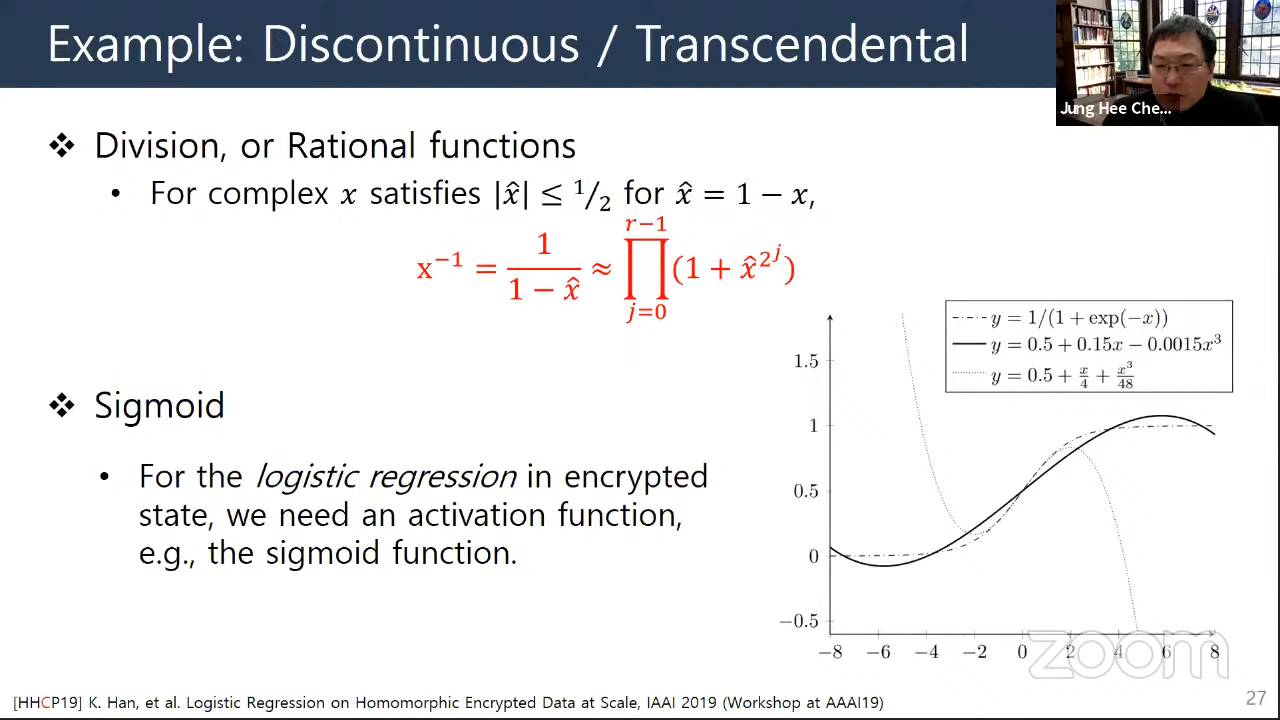 Example: Discontinuous / Transcendental
Jung Hee Che...
❖ Division, or Rational functions
• For complex x satisfies |x̂| ≤ 1/2 for x̂ = 1 − x,
x⁻¹ = 1/(1 − x̂) ≈ ∏_{j=0}^{r−1} (1 + x̂^{2^j})
y = 1/(1 + exp(−x))
y = 0.5 + 0.15x − 0.0015x³
y = 0.5 + x/4 + x³/48
1.5
1
0.5
0
−0.5
−8 −6 −4 −2 0 2 4 6 8
❖ Sigmoid
• For the logistic regression in encrypted
state, we need an activation function,
e.g., the sigmoid function.
zoom
[HHCP19] K. Han, et al. Logistic Regression on Homomorphic Encrypted Data at Scale, IAAI 2019 (Workshop at AAAI19)
27